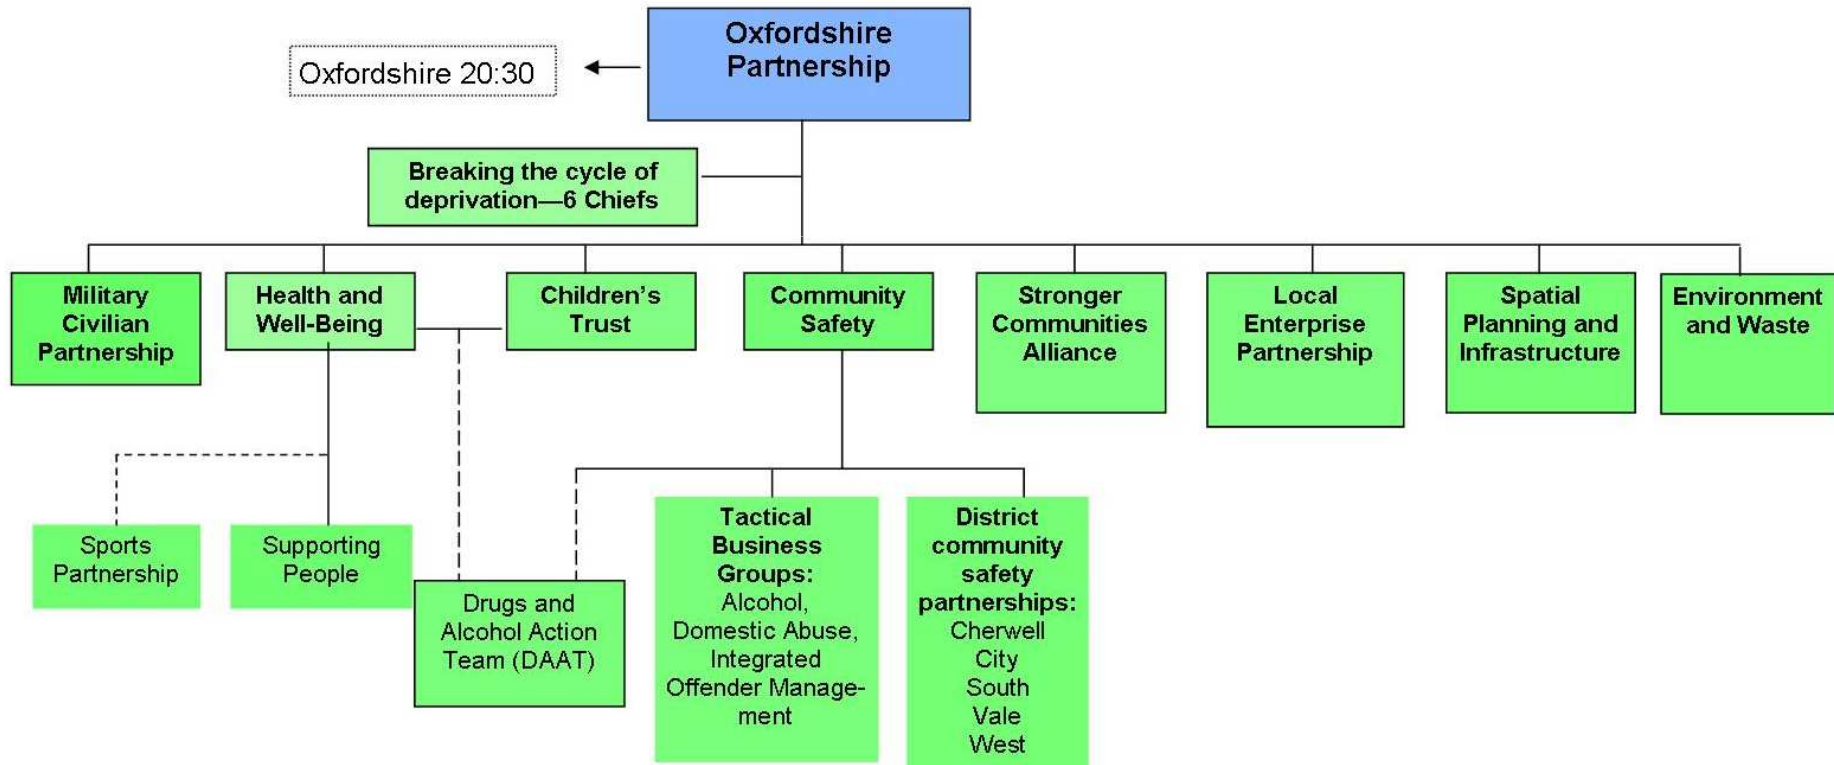 Oxfordshire
Partnership
Oxfordshire 20:30
Breaking the cycle of
deprivation—6 Chiefs
Military
Civilian
Partnership
Health and
Well-Being
Children’s
Trust
Community
Safety
Stronger
Communities
Alliance
Local
Enterprise
Partnership
Spatial
Planning and
Infrastructure
Environment
and Waste
Sports
Partnership
Supporting
People
Drugs and
Alcohol Action
Team (DAAT)
Tactical
Business
Groups:
Alcohol,
Domestic Abuse,
Integrated
Offender Manage-
ment
District
community
safety
partnerships:
Cherwell
City
South
Vale
West